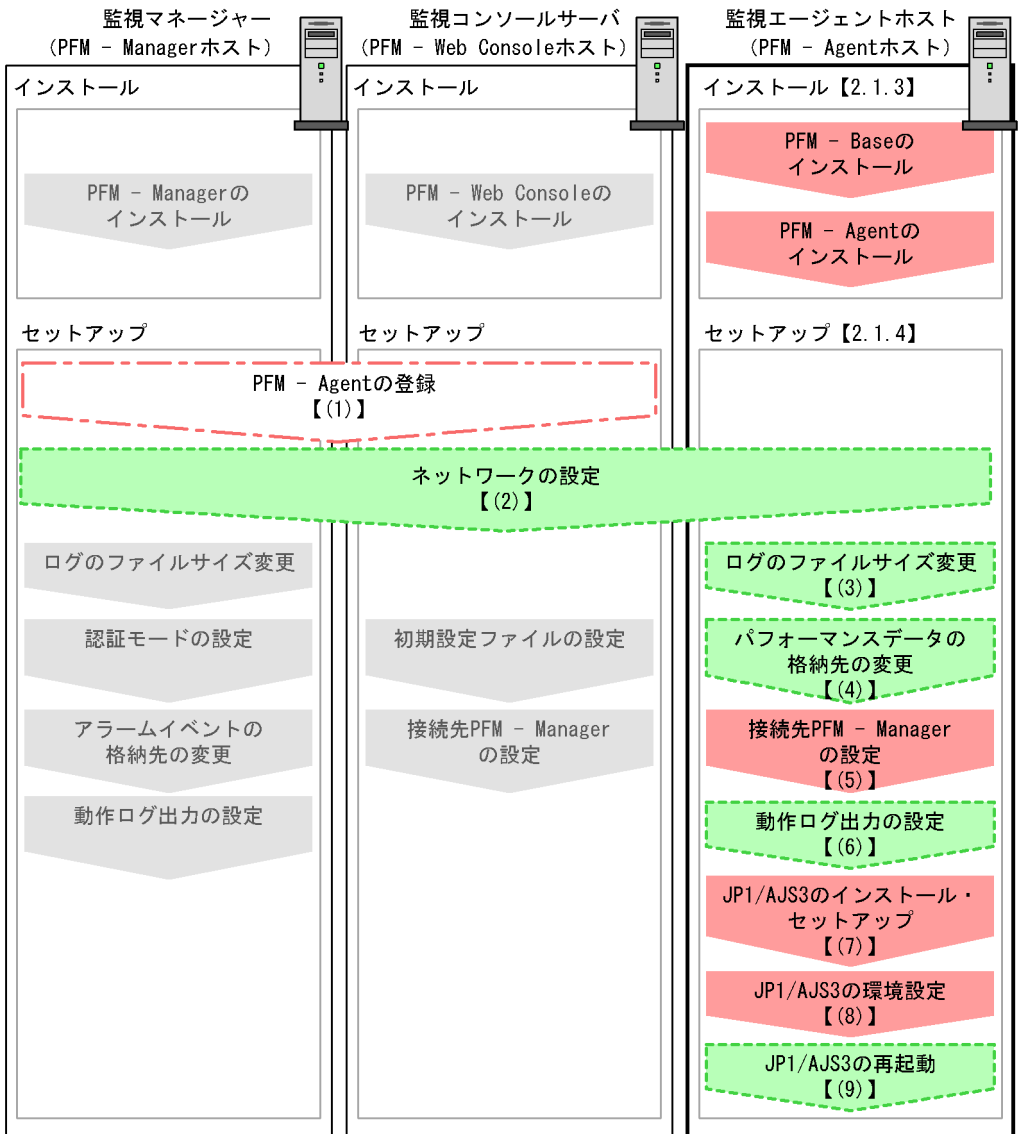 監視マネージャー
(PFM - Managerホスト)
監視コンソールサーバ
(PFM - Web Consoleホスト)
監視エージェントホスト
(PFM - Agentホスト)
インストール
PFM - Managerの
インストール
インストール
PFM - Web Consoleの
インストール
インストール【2.1.3】
PFM - Baseの
インストール
PFM - Agentの
インストール
セットアップ
セットアップ
セットアップ【2.1.4】
PFM - Agentの登録
【(1)】
ネットワークの設定
【(2)】
ログのファイルサイズ変更
認証モードの設定
アラームイベントの
格納先の変更
動作ログ出力の設定
初期設定ファイルの設定
接続先PFM - Manager
の設定
ログのファイルサイズ変更
【(3)】
パフォーマンスデータの
格納先の変更
【(4)】
接続先PFM - Manager
の設定
【(5)】
動作ログ出力の設定
【(6)】
JP1/AJS3のインストール・
セットアップ
【(7)】
JP1/AJS3の環境設定
【(8)】
JP1/AJS3の再起動
【(9)】